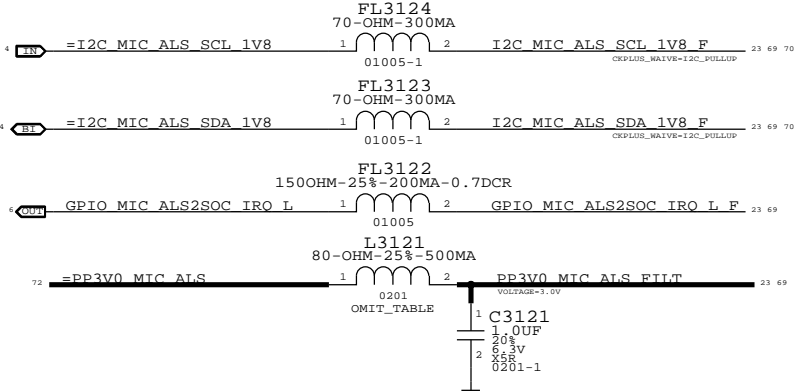 FL3124
70-OHM-300MA
4 IN =I2C_MIC_ALS_SCL_1V8 1 2 I2C_MIC_ALS_SCL_1V8_F 23 69 70
01005-1 CKPLUS_WAIVE=I2C_PULLUP
FL3123
70-OHM-300MA
4 BI =I2C_MIC_ALS_SDA_1V8 1 2 I2C_MIC_ALS_SDA_1V8_F 23 69 70
01005-1 CKPLUS_WAIVE=I2C_PULLUP
FL3122
150OHM-25%-200MA-0.7DCR
6 OUT GPIO_MIC_ALS2SOC_IRQ_L 1 2 GPIO_MIC_ALS2SOC_IRQ_L_F 23 69
01005
L3121
80-OHM-25%-500MA
72 =PP3V0_MIC_ALS 1 2 PP3V0_MIC_ALS_FILT 23 69
0201 VOLTAGE=3.0V
OMIT_TABLE
1 C3121
1.0UF
20%
6.3V
2 X5R
0201-1